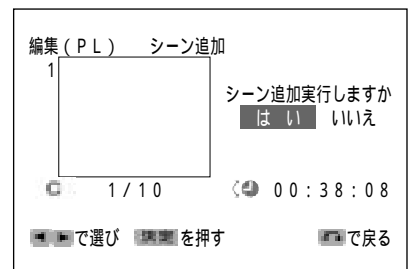 編集(PL) シーン追加
1
シーン追加実行しますか
はい いいえ
1/10 00:38:08
で選び を押す で戻る